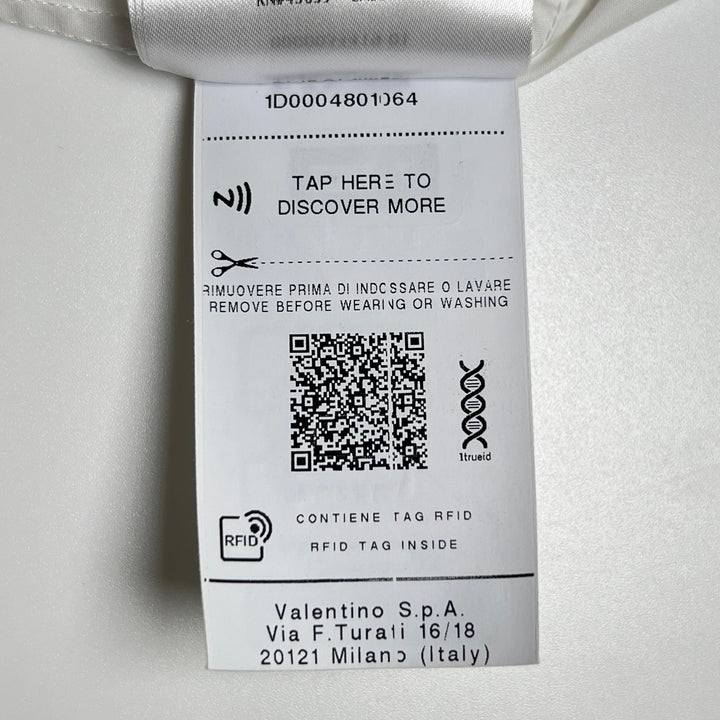 1D0004801064
TAP HERE TO
DISCOVER MORE
RIMUOVERE PRIMA DI INDOSSARE O LAVARE
REMOVE BEFORE WEARING OR WASHING
1trueid
RFID
CONTIENE TAG RFID
RFID TAG INSIDE
Valentino S.p.A.
Via F.Turati 16/18
20121 Milano (Italy)